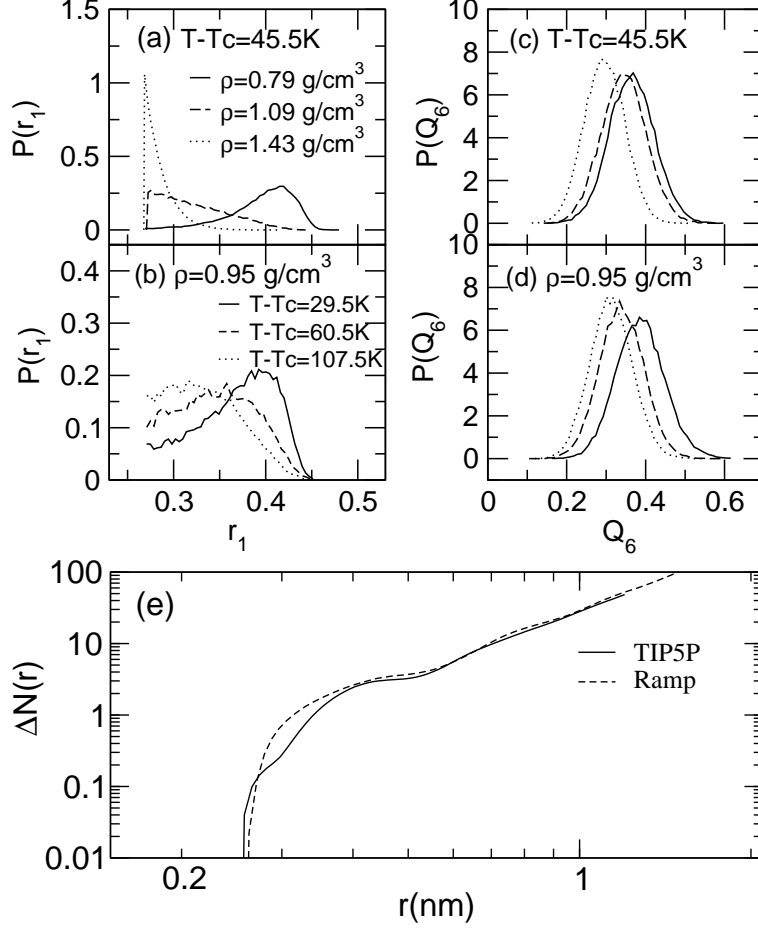 (a) T-Tc=45.5K
ρ=0.79 g/cm³
ρ=1.09 g/cm³
ρ=1.43 g/cm³
P(r₁)
1.5
1
0.5
0
(c) T-Tc=45.5K
P(Q₆)
10
8
6
4
2
0
(b) ρ=0.95 g/cm³
T-Tc=29.5K
T-Tc=60.5K
T-Tc=107.5K
P(r₁)
0.4
0.3
0.2
0.1
0
0.3 0.4 0.5
r₁
(d) ρ=0.95 g/cm³
P(Q₆)
10
8
6
4
2
0
0 0.2 0.4 0.6
Q₆
(e)
TIP5P
Ramp
ΔN(r)
100
10
1
0.1
0.01
0.2 1
r(nm)